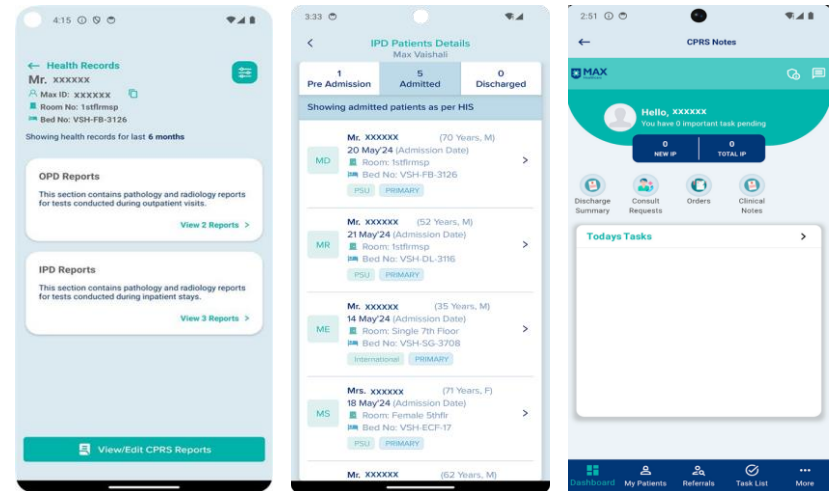 4:15
← Health Records
Mr. xxxxxx
Max ID: xxxxxx
Room No: 1stflrmsp
Bed No: VSH-FB-3126
Showing health records for last 6 months
OPD Reports
This section contains pathology and radiology reports
for tests conducted during outpatient visits.
View 2 Reports >
IPD Reports
This section contains pathology and radiology reports
for tests conducted during inpatient stays.
View 3 Reports >
View/Edit CPRS Reports
3:33
IPD Patients Details
Max Vaishali
1 5 0
Pre Admission Admitted Discharged
Showing admitted patients as per HIS
Mr. XXXXXX (70 Years, M)
MD 20 May'24 (Admission Date)
Room: 1stflrmsp
Bed No: VSH-FB-3126
PSU PRIMARY
Mr. XXXXXX (52 Years, M)
MR 21 May'24 (Admission Date)
Room: 1stflrmsp
Bed No: VSH-DL-3116
PSU PRIMARY
Mr. XXXXXX (35 Years, M)
ME 14 May'24 (Admission Date)
Room: Single 7th Floor
Bed No: VSH-SG-3708
International PRIMARY
Mrs. XXXXXX (71 Years, F)
MS 18 May'24 (Admission Date)
Room: Female 5thflr
Bed No: VSH-ECF-17
PSU PRIMARY
Mr. XXXXXX (62 Years, M)
2:51
CPRS Notes
MAX
Hello, xxxxxx
You have 0 important task pending
0 0
NEW IP TOTAL IP
Discharge Summary
Consult Requests
Orders
Clinical Notes
Todays Tasks
Dashboard My Patients Referrals Task List More